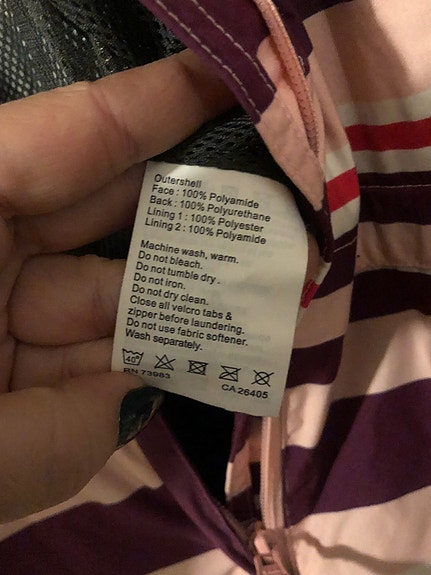 Outershell
Face : 100% Polyamide
Back : 100% Polyurethane
Lining 1 : 100% Polyester
Lining 2 : 100% Polyamide
Machine wash, warm.
Do not bleach.
Do not tumble dry .
Do not iron.
Do not dry clean.
Close all velcro tabs &
zipper before laundering.
Do not use fabric softener.
Wash separately.
40°
RN 73983 CA 26405